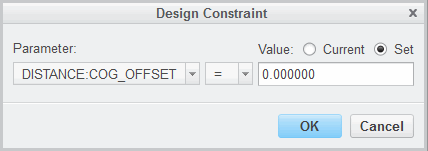 Design Constraint
Parameter:
Value: Current Set
DISTANCE:COG_OFFSET = 0.000000
OK Cancel